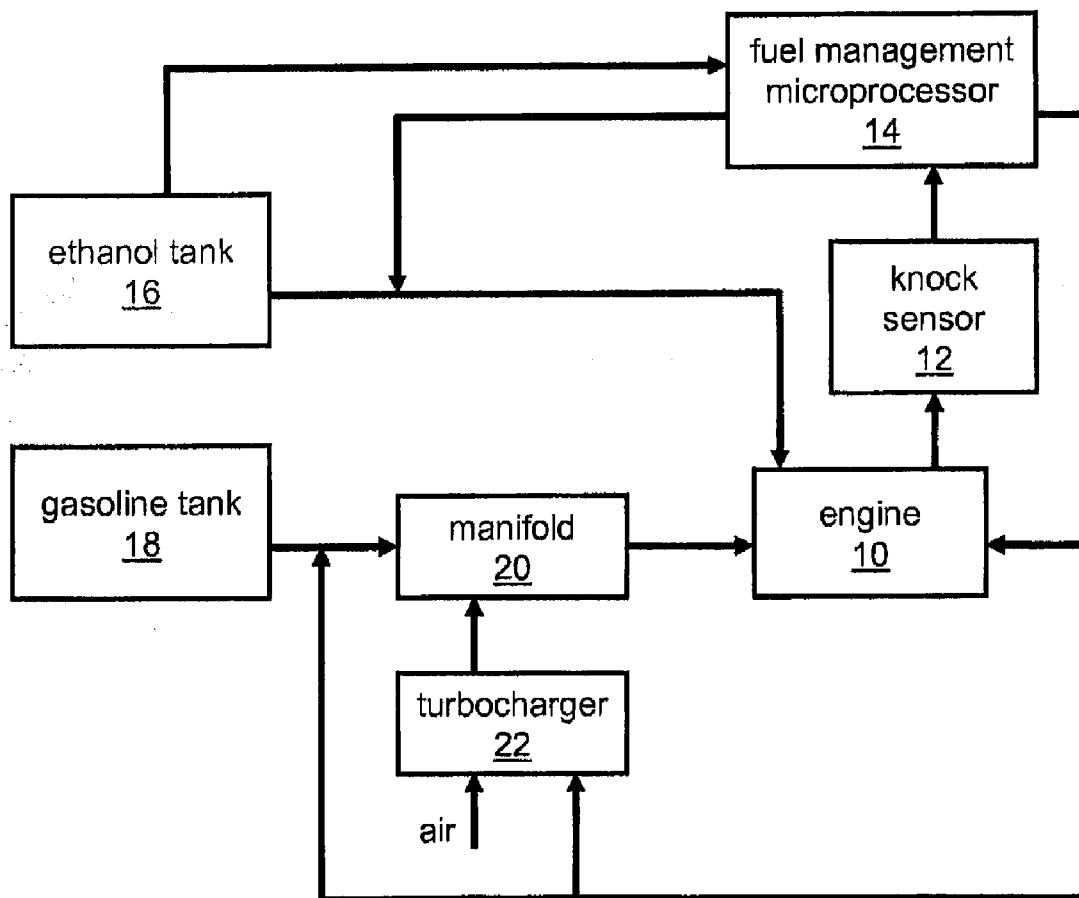 fuel management
microprocessor
14
ethanol tank
16
knock
sensor
12
gasoline tank
18
manifold
20
engine
10
turbocharger
22
air